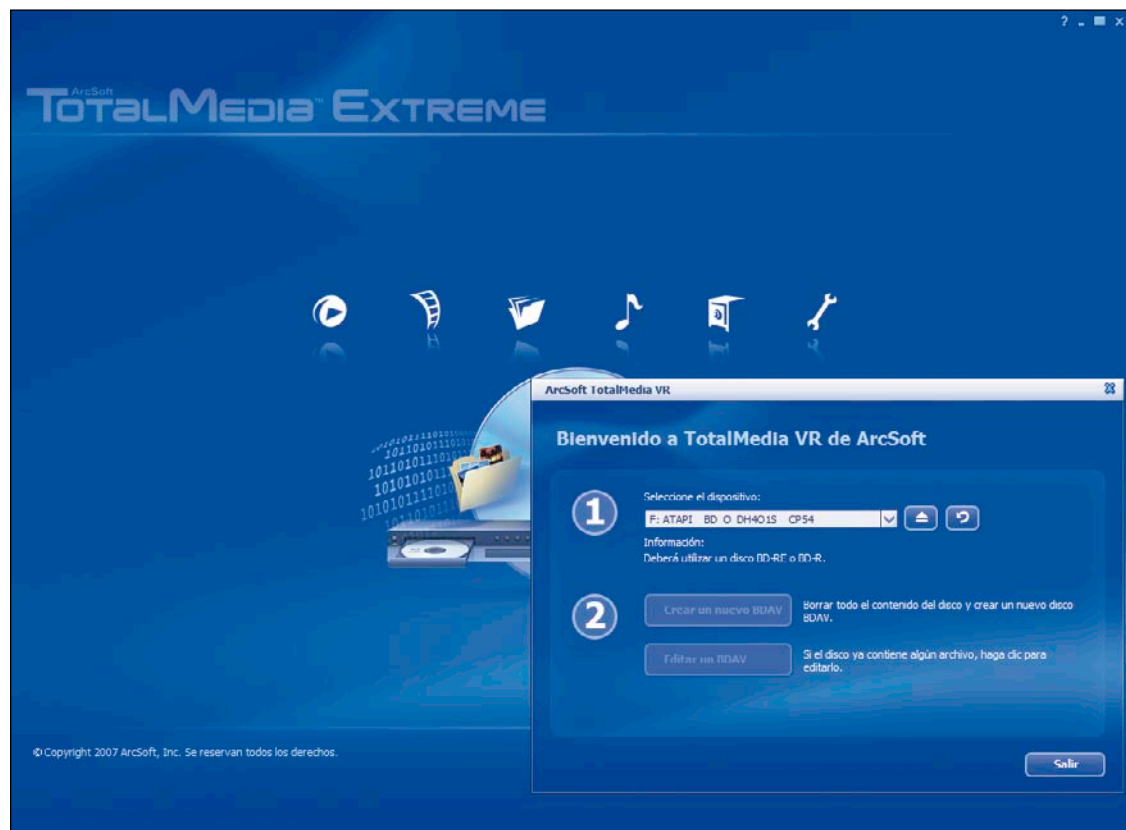 ? - x
ArcSoft
TOTALMEDIA™ EXTREME
ArcSoft TotalMedia VR
Bienvenido a TotalMedia VR de ArcSoft
1
Seleccione el dispositivo:
F: ATAPI BD O DH4O1S CP54
Información:
Deberá utilizar un disco BD-RE o BD-R.
2
Crear un nuevo BDAV
Borrar todo el contenido del disco y crear un nuevo disco
BDAV.
Editar un BDAV
Si el disco ya contiene algún archivo, haga clic para
editarlo.
Salir
© Copyright 2007 ArcSoft, Inc. Se reservan todos los derechos.